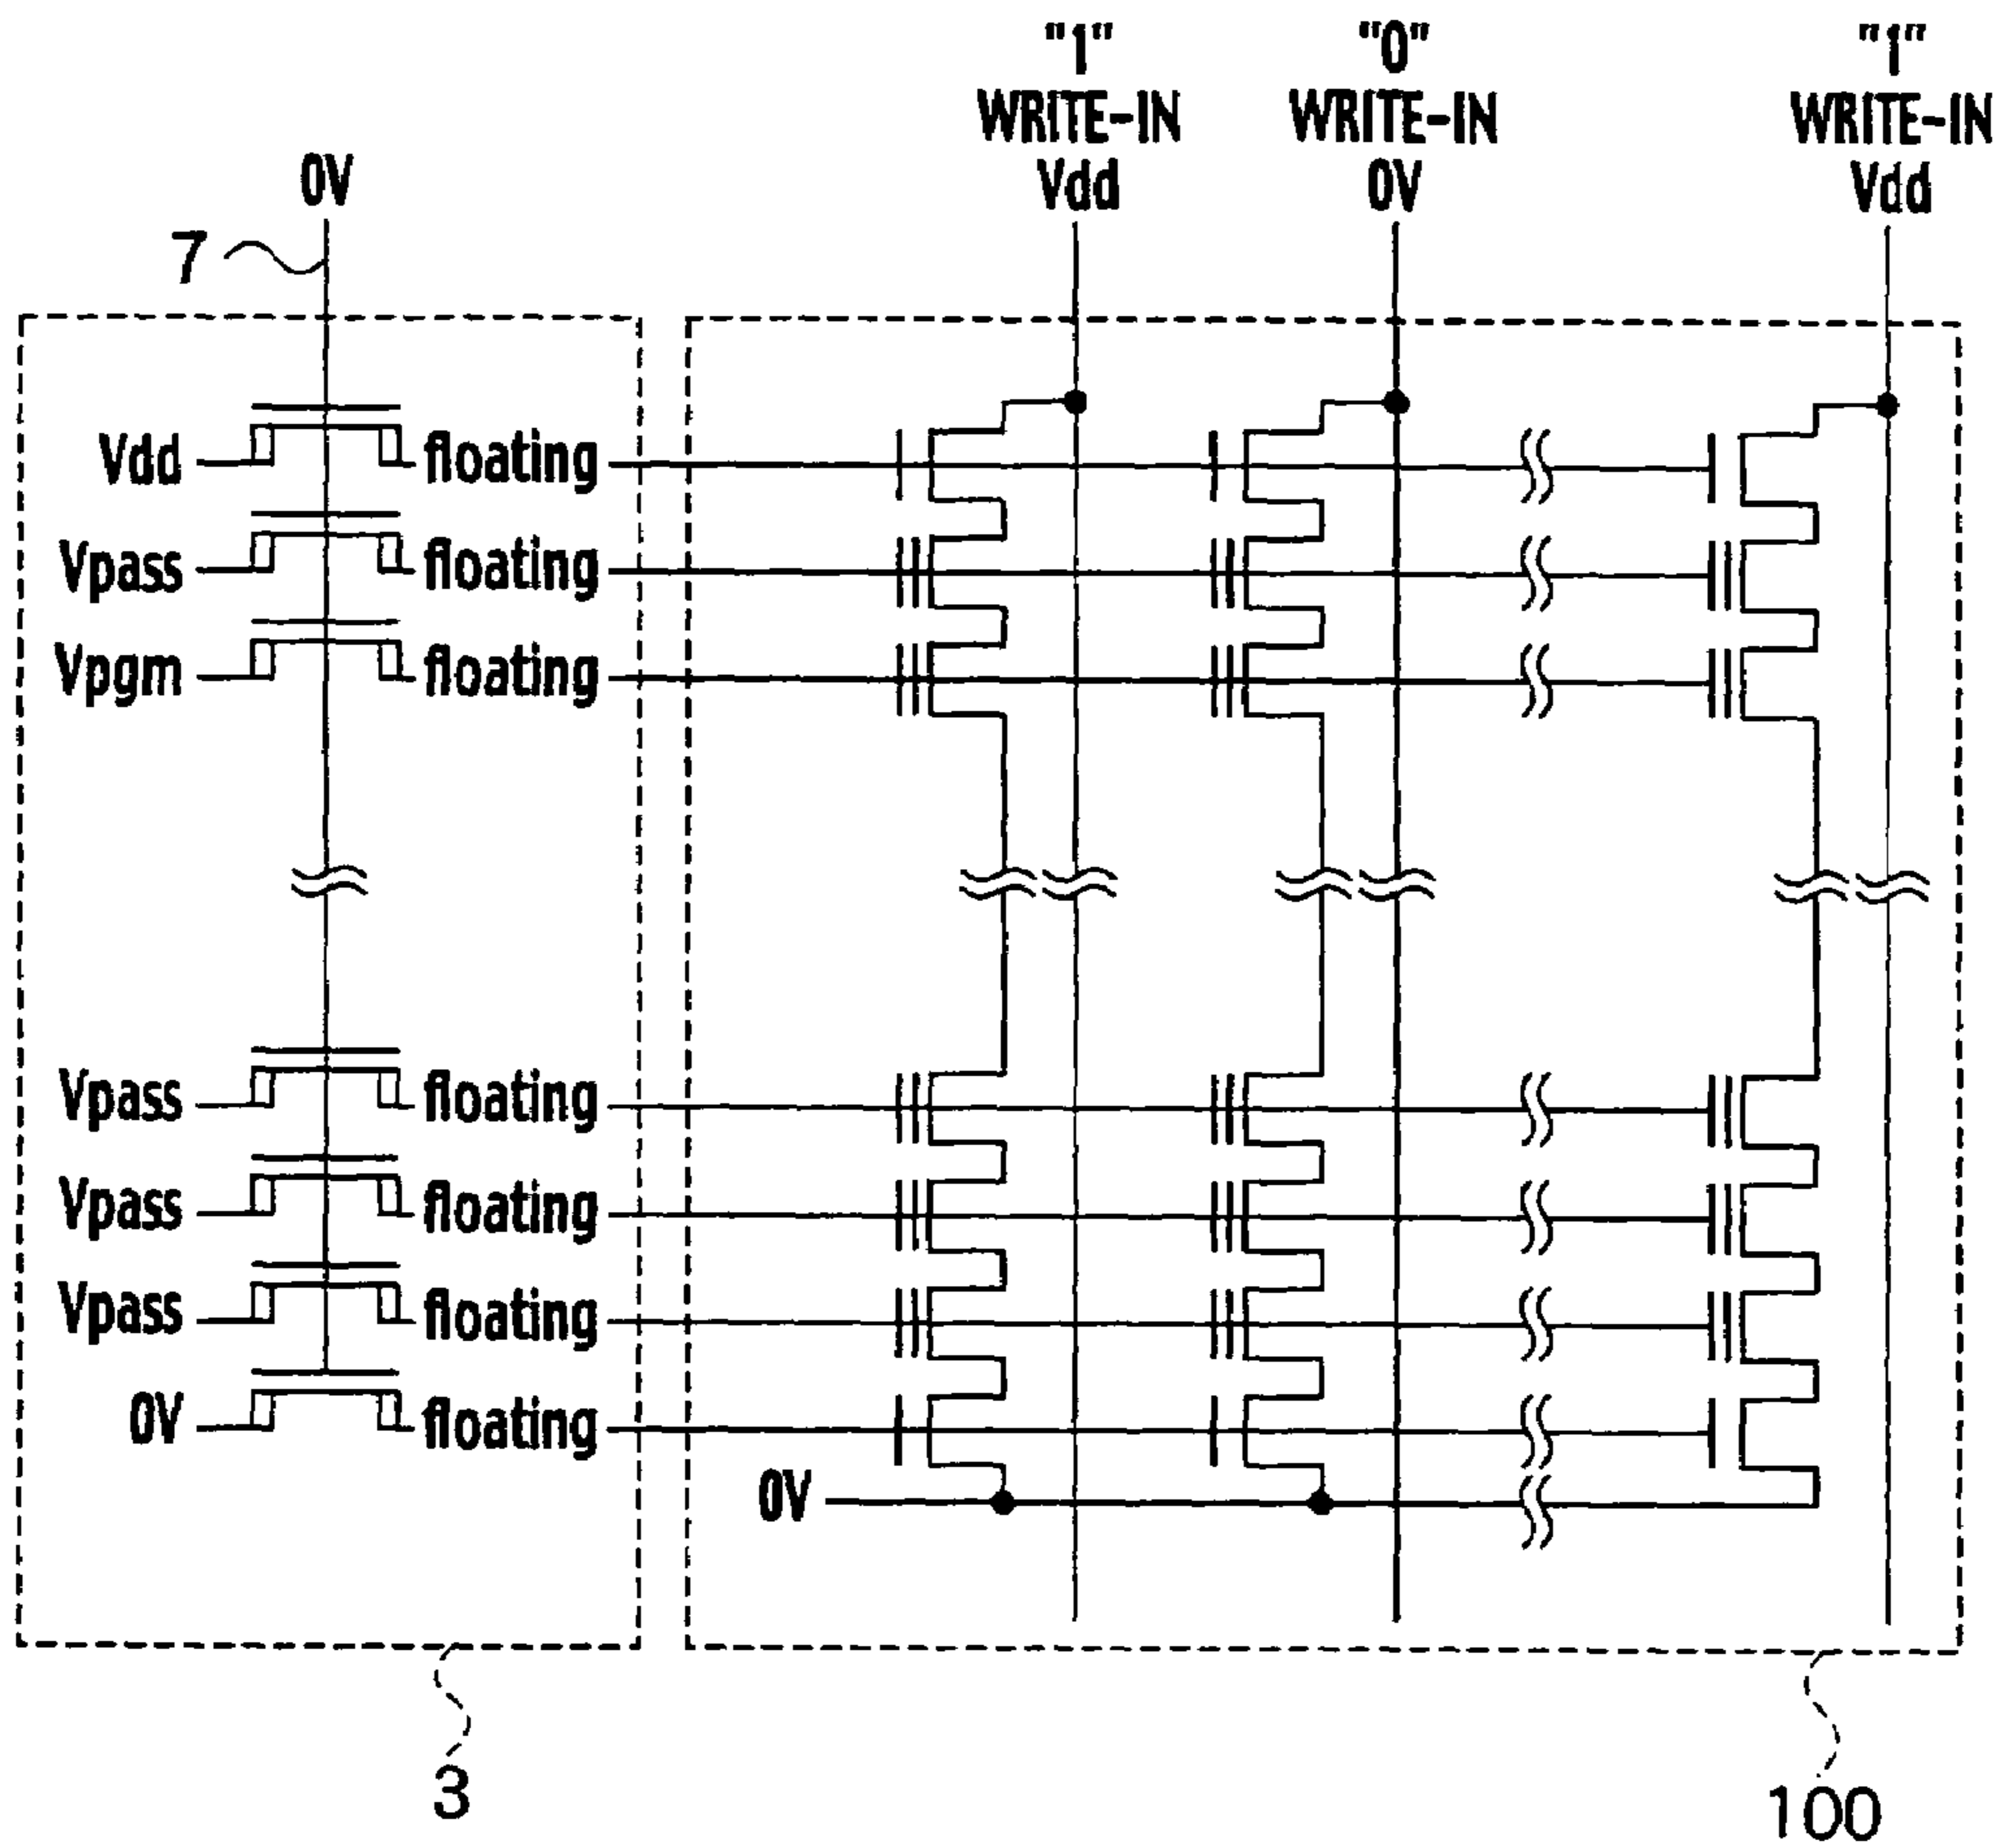 "1" "0" "1"
WRITE-IN WRITE-IN WRITE-IN
0V Vdd 0V Vdd
7
Vdd floating
Vpass floating
Vpgm floating
Vpass floating
Vpass floating
Vpass floating
0V floating
0V
3
100